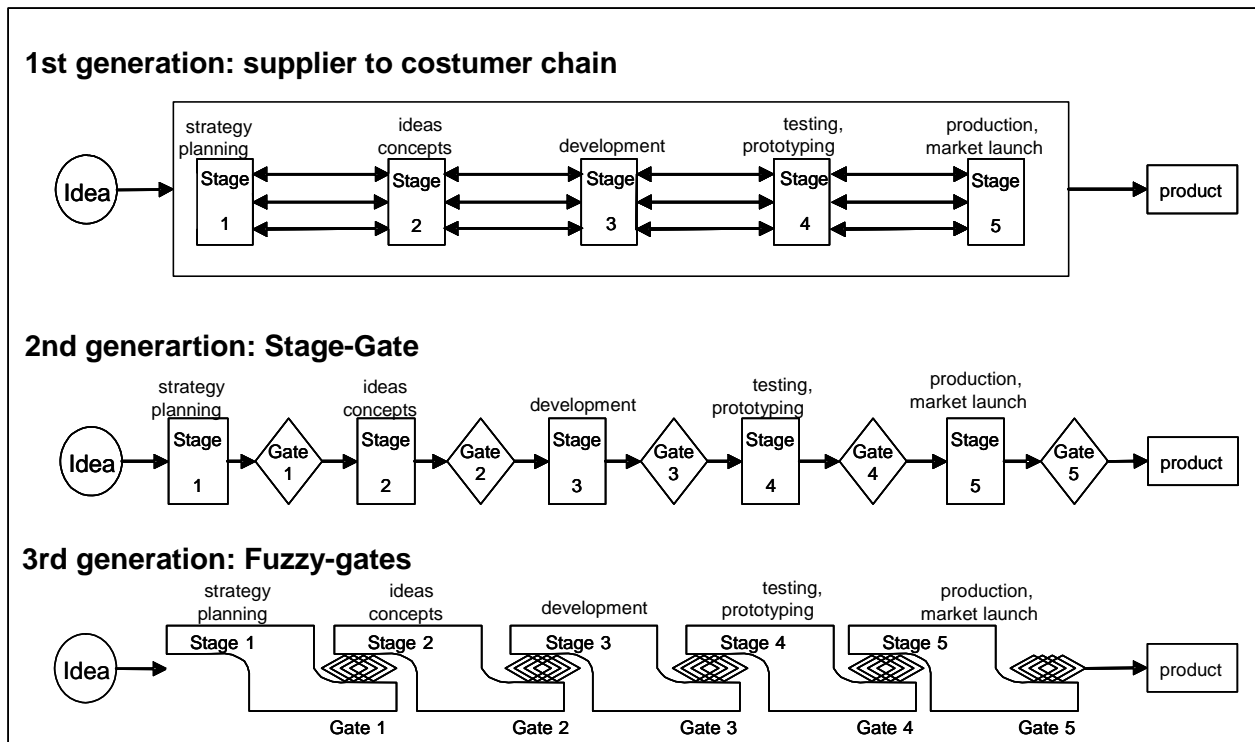 1st generation: supplier to costumer chain
strategy
planning
ideas
concepts
development
testing,
prototyping
production,
market launch
Idea
Stage
1
Stage
2
Stage
3
Stage
4
Stage
5
product
2nd generartion: Stage-Gate
strategy
planning
ideas
concepts
development
testing,
prototyping
production,
market launch
Idea
Stage
1
Gate
1
Stage
2
Gate
2
Stage
3
Gate
3
Stage
4
Gate
4
Stage
5
Gate
5
product
3rd generation: Fuzzy-gates
strategy
planning
ideas
concepts
development
testing,
prototyping
production,
market launch
Idea
Stage 1
Stage 2
Stage 3
Stage 4
Stage 5
product
Gate 1
Gate 2
Gate 3
Gate 4
Gate 5